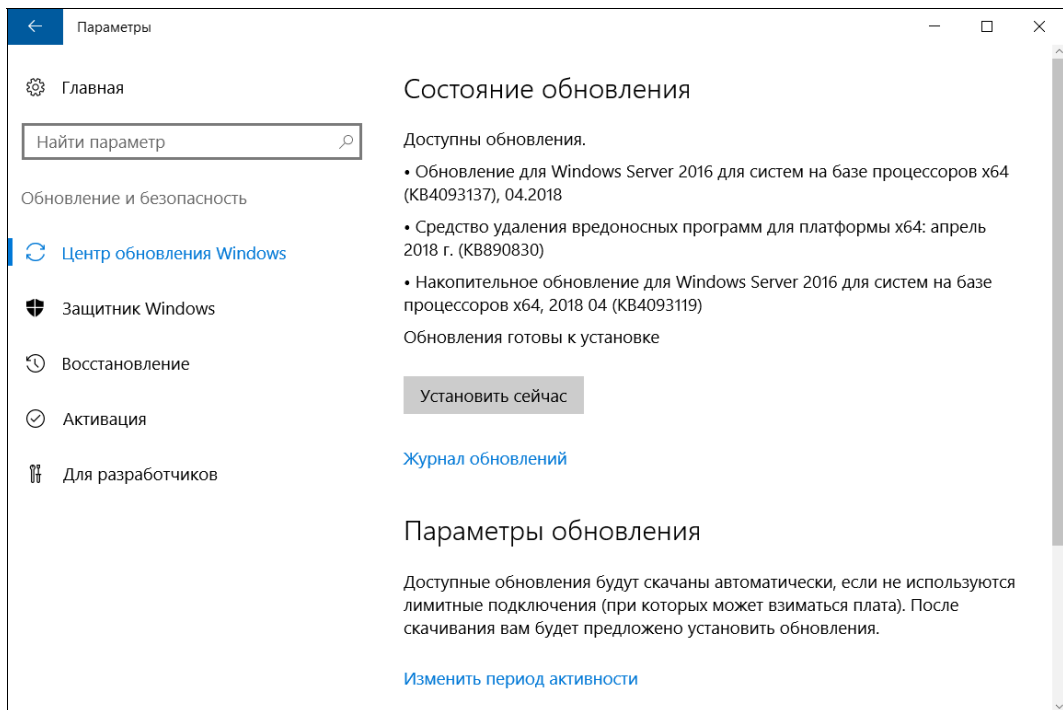 Параметры
Главная
Найти параметр
Обновление и безопасность
Центр обновления Windows
Защитник Windows
Восстановление
Активация
Для разработчиков
Состояние обновления
Доступны обновления.
• Обновление для Windows Server 2016 для систем на базе процессоров x64
(KB4093137), 04.2018
• Средство удаления вредоносных программ для платформы x64: апрель
2018 г. (KB890830)
• Накопительное обновление для Windows Server 2016 для систем на базе
процессоров x64, 2018 04 (KB4093119)
Обновления готовы к установке
Установить сейчас
Журнал обновлений
Параметры обновления
Доступные обновления будут скачаны автоматически, если не используются
лимитные подключения (при которых может взиматься плата). После
скачивания вам будет предложено установить обновления.
Изменить период активности